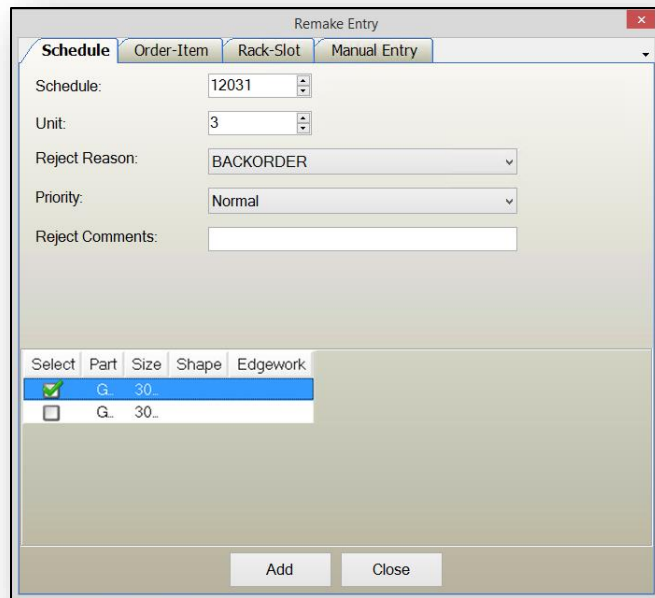 Remake Entry
Schedule Order-Item Rack-Slot Manual Entry
Schedule: 12031
Unit: 3
Reject Reason: BACKORDER
Priority: Normal
Reject Comments:
Select Part Size Shape Edgework
G... 30...
G... 30...
Add Close